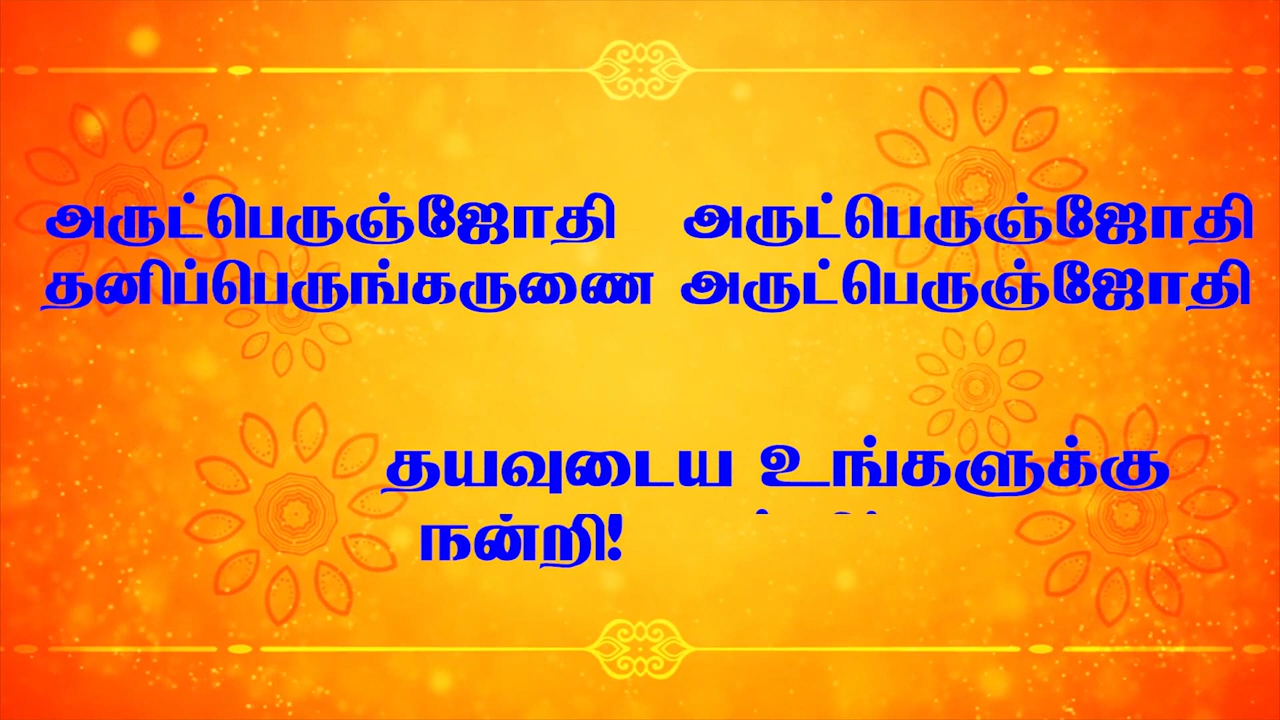 அருட்பெருஞ்ஜோதி அருட்பெருஞ்ஜோதி
தனிப்பெருங்கருணை அருட்பெருஞ்ஜோதி
தயவுடைய உங்களுக்கு
நன்றி!